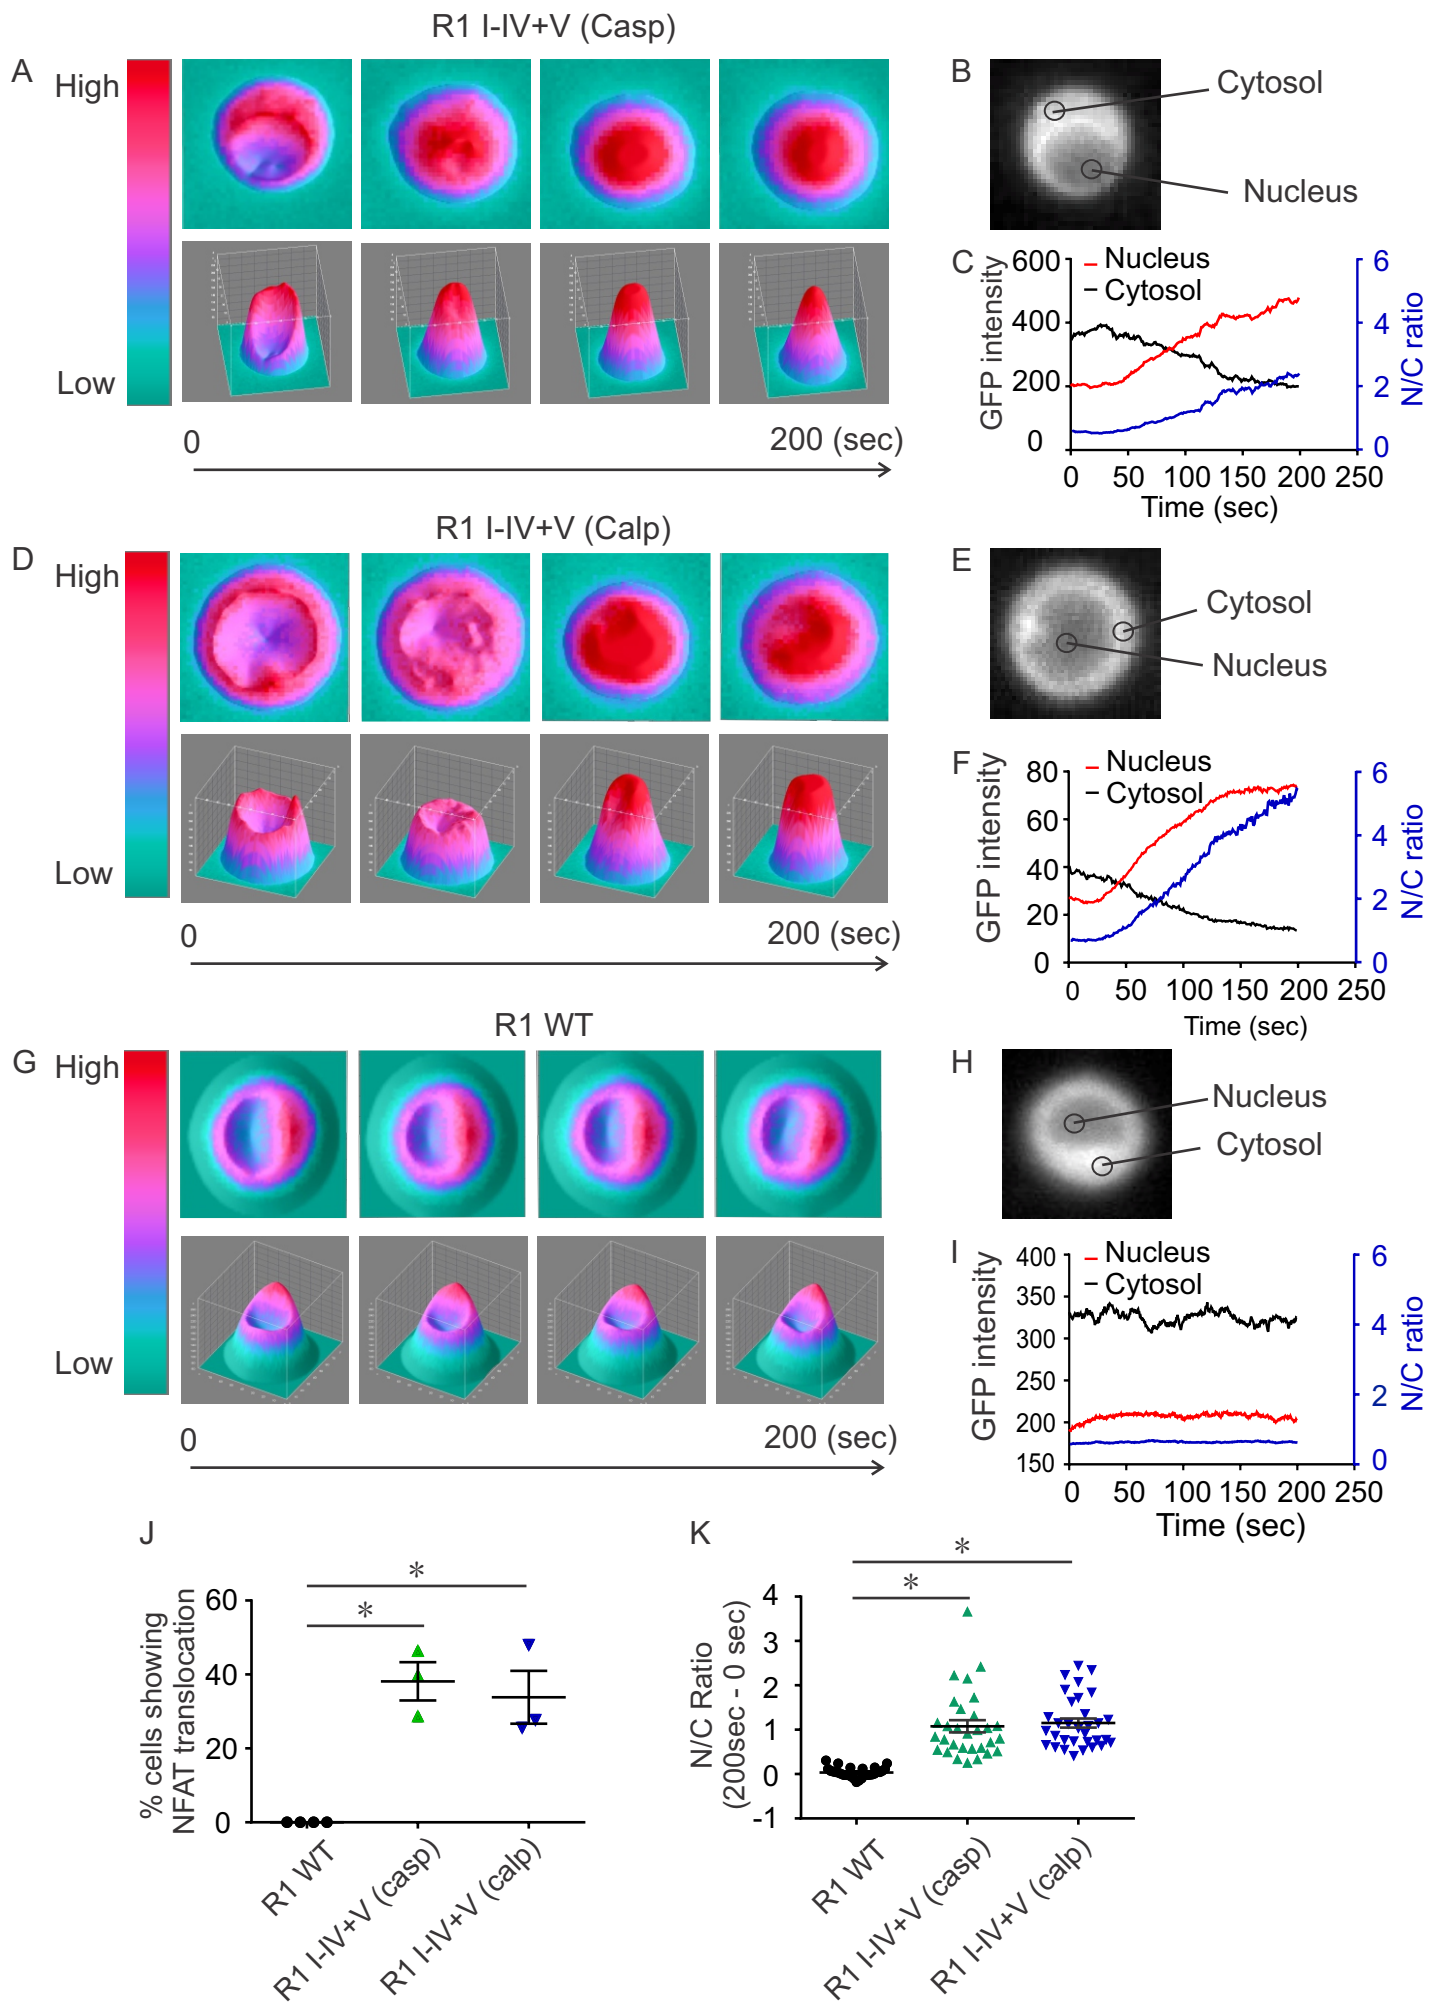 R1 I-IV+V (Casp)
A
High
Low
0
200 (sec)
B
Cytosol
Nucleus
C
Nucleus
Cytosol
600
400
200
0
GFP intensity
6
4
2
0
N/C ratio
0 50 100 150 200 250
Time (sec)
R1 I-IV+V (Calp)
D
High
Low
0
200 (sec)
E
Cytosol
Nucleus
F
Nucleus
Cytosol
80
60
40
20
0
GFP intensity
6
4
2
0
N/C ratio
0 50 100 150 200 250
Time (sec)
R1 WT
G
High
Low
0
200 (sec)
H
Nucleus
Cytosol
I
Nucleus
Cytosol
400
350
300
250
200
150
GFP intensity
6
4
2
0
N/C ratio
0 50 100 150 200 250
Time (sec)
J
*
*
60
40
20
0
% cells showing
NFAT translocation
R1 WT
R1 I-IV+V (casp)
R1 I-IV+V (calp)
K
*
*
4
3
2
1
0
-1
N/C Ratio
(200sec - 0 sec)
R1 WT
R1 I-IV+V (casp)
R1 I-IV+V (calp)